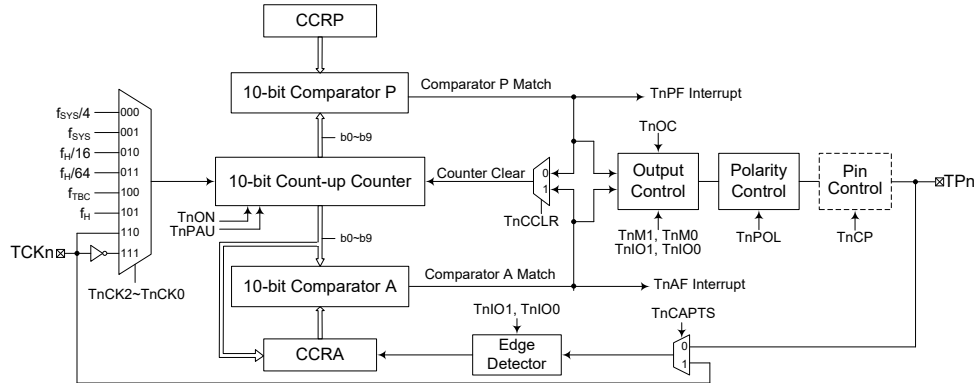 CCRP
10-bit Comparator P
Comparator P Match
TnPF Interrupt
b0~b9
TnOC
fSYS/4
000
fSYS
001
fH/16
010
fH/64
011
fTBC
100
fH
101
110
111
TCKn
TnCK2~TnCK0
10-bit Count-up Counter
Counter Clear
0
1
TnCCLR
TnON
TnPAU
Output
Control
Polarity
Control
Pin
Control
TPn
TnM1, TnM0
TnIO1, TnIO0
TnPOL
TnCP
b0~b9
10-bit Comparator A
Comparator A Match
TnAF Interrupt
TnIO1, TnIO0
TnCAPTS
CCRA
Edge
Detector
0
1